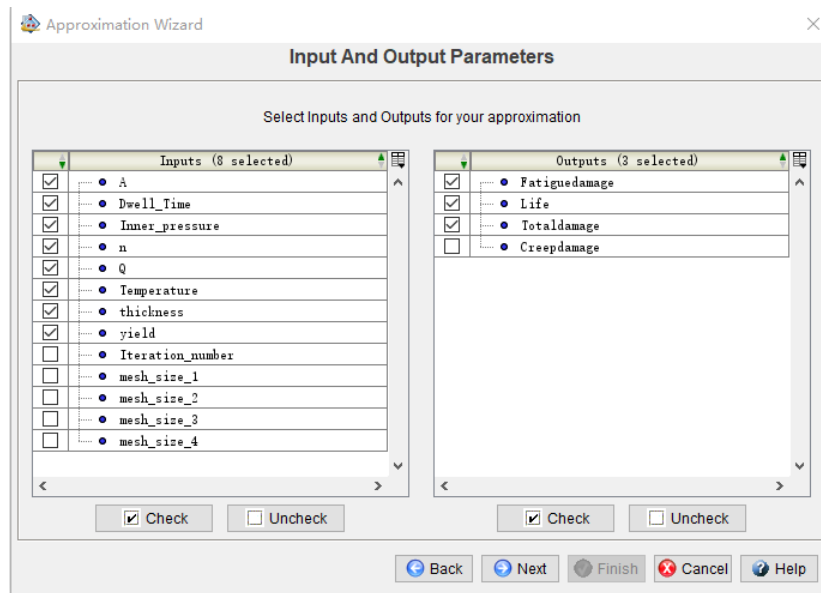 Approximation Wizard
Input And Output Parameters
Select Inputs and Outputs for your approximation
Inputs (8 selected)
A
Dwell_Time
Inner_pressure
n
Q
Temperature
thickness
yield
Iteration_number
mesh_size_1
mesh_size_2
mesh_size_3
mesh_size_4
Check Uncheck
Outputs (3 selected)
Fatiguedamage
Life
Totaldamage
Creepdamage
Check Uncheck
Back Next Finish Cancel Help